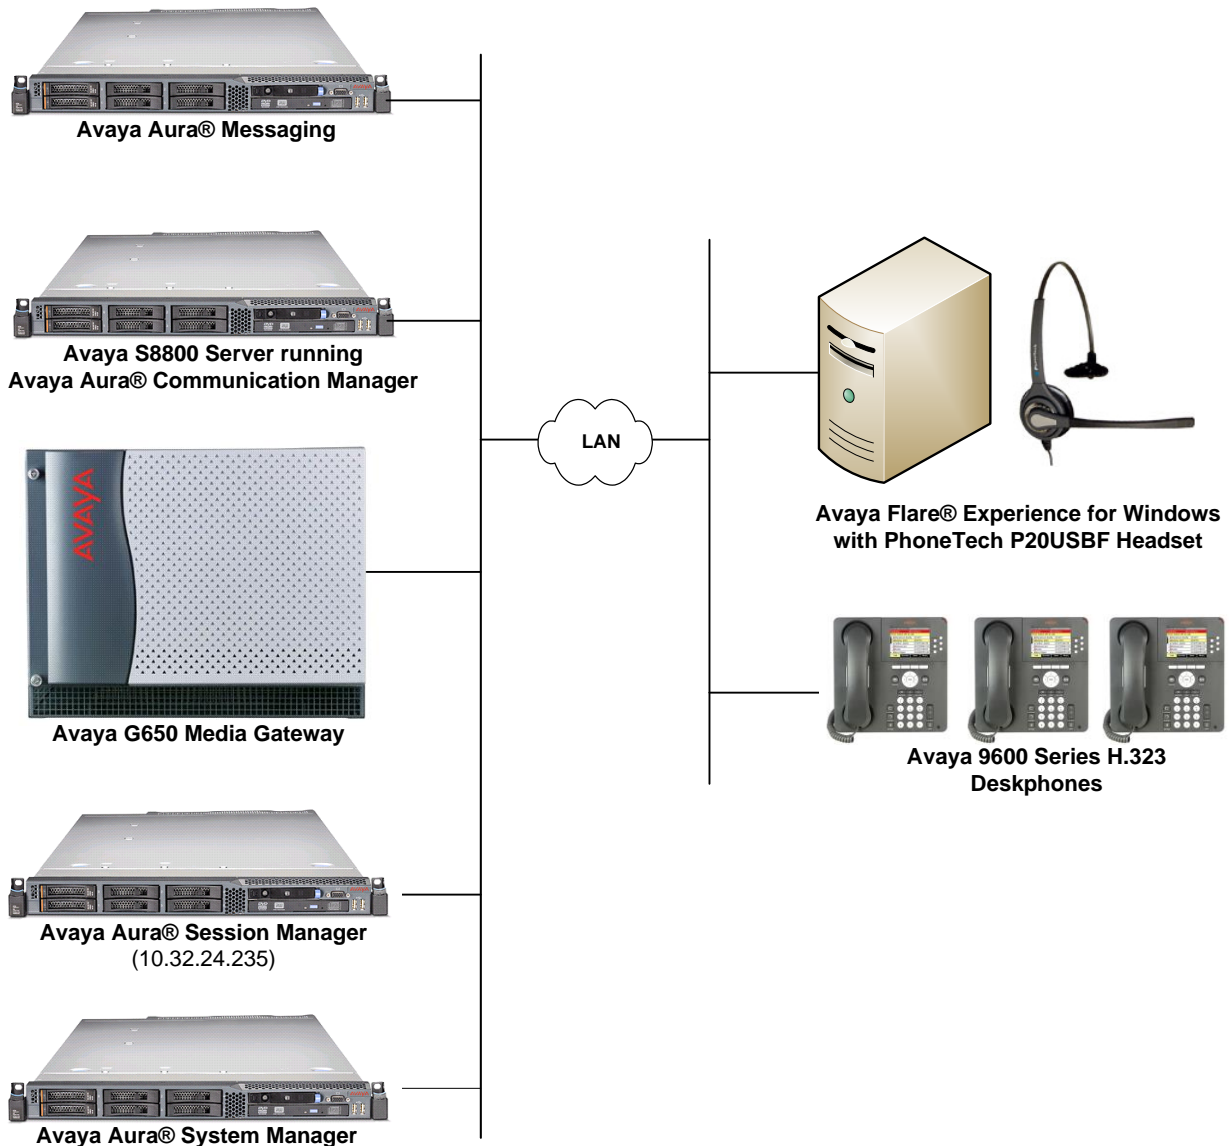 Avaya Aura® Messaging
Avaya S8800 Server running
Avaya Aura® Communication Manager
AVAYA
Avaya G650 Media Gateway
Avaya Aura® Session Manager
(10.32.24.235)
Avaya Aura® System Manager
LAN
Avaya Flare® Experience for Windows
with PhoneTech P20USBF Headset
Avaya 9600 Series H.323
Deskphones